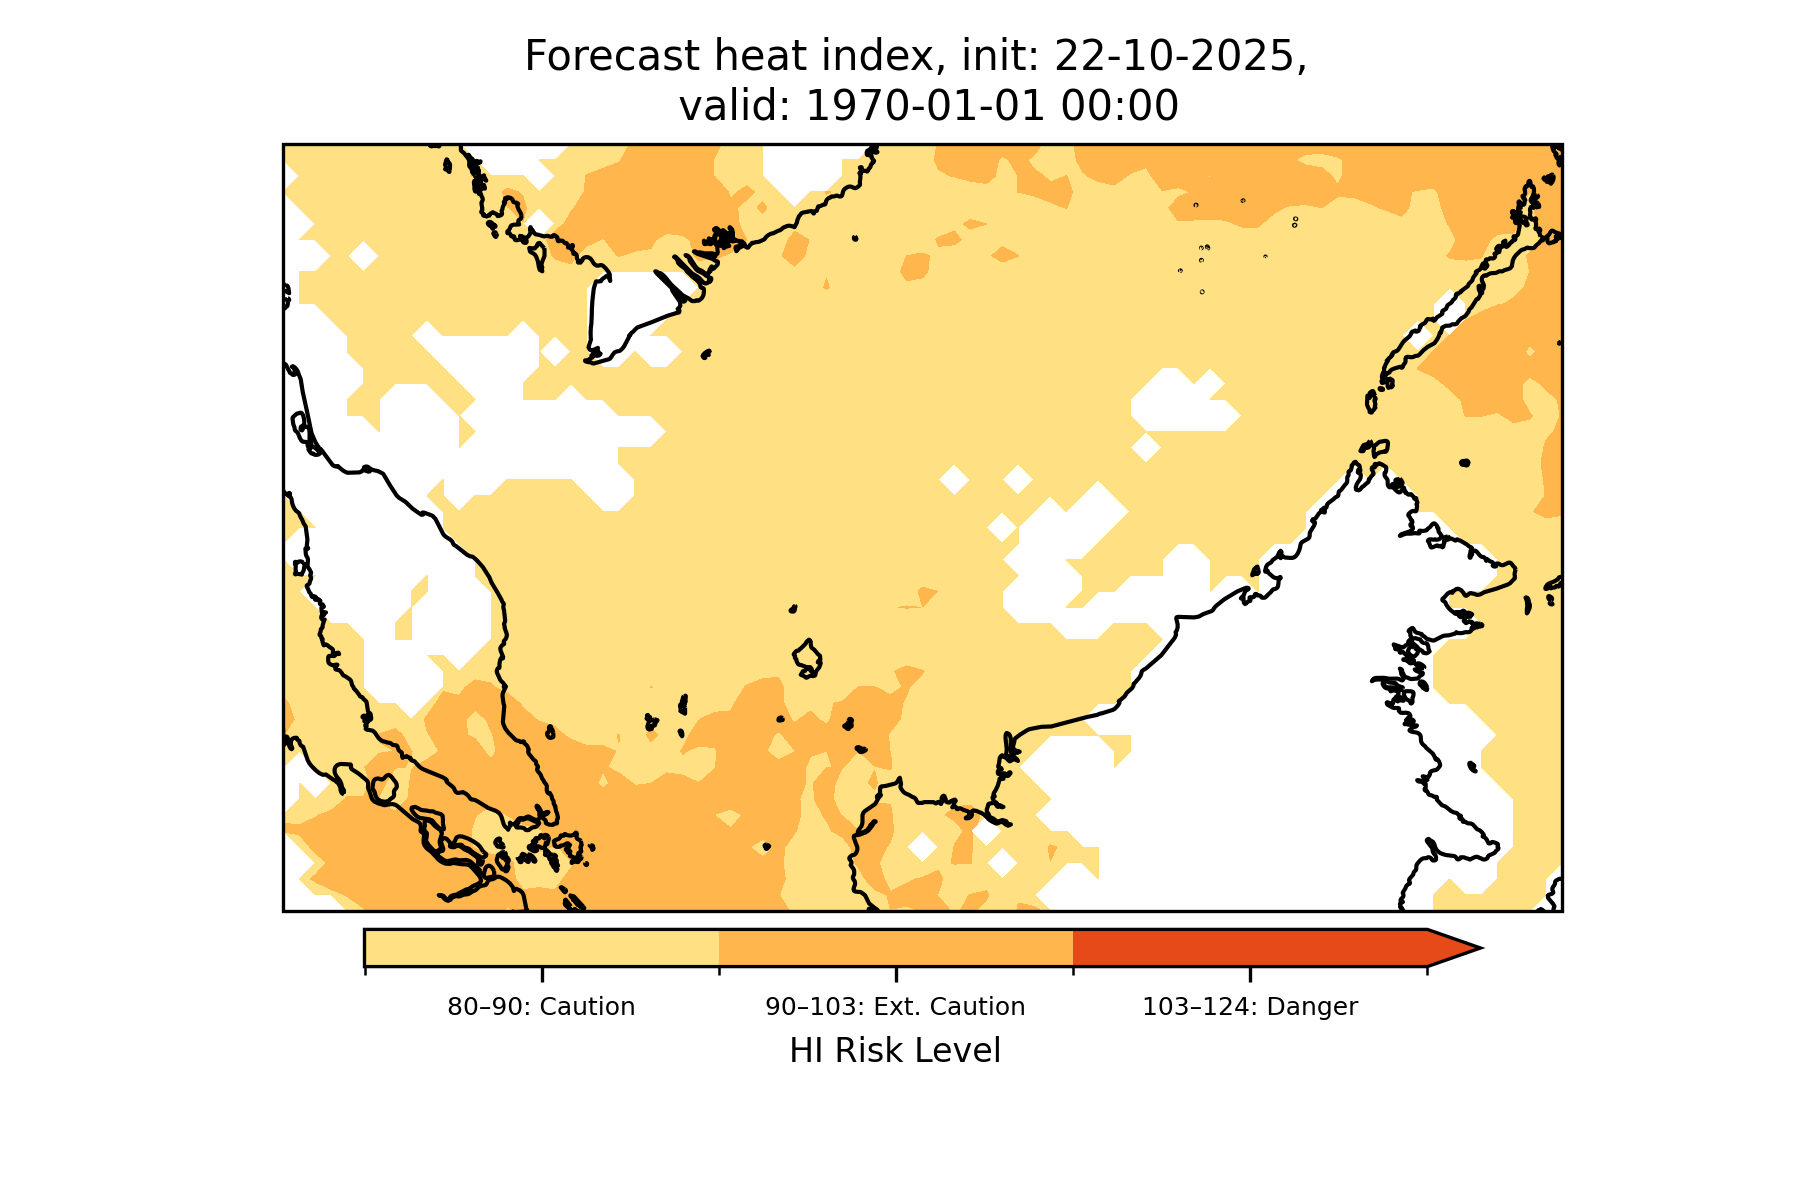 Forecast heat index, init: 22-10-2025,
valid: 1970-01-01 00:00
80–90: Caution
90–103: Ext. Caution
103–124: Danger
HI Risk Level